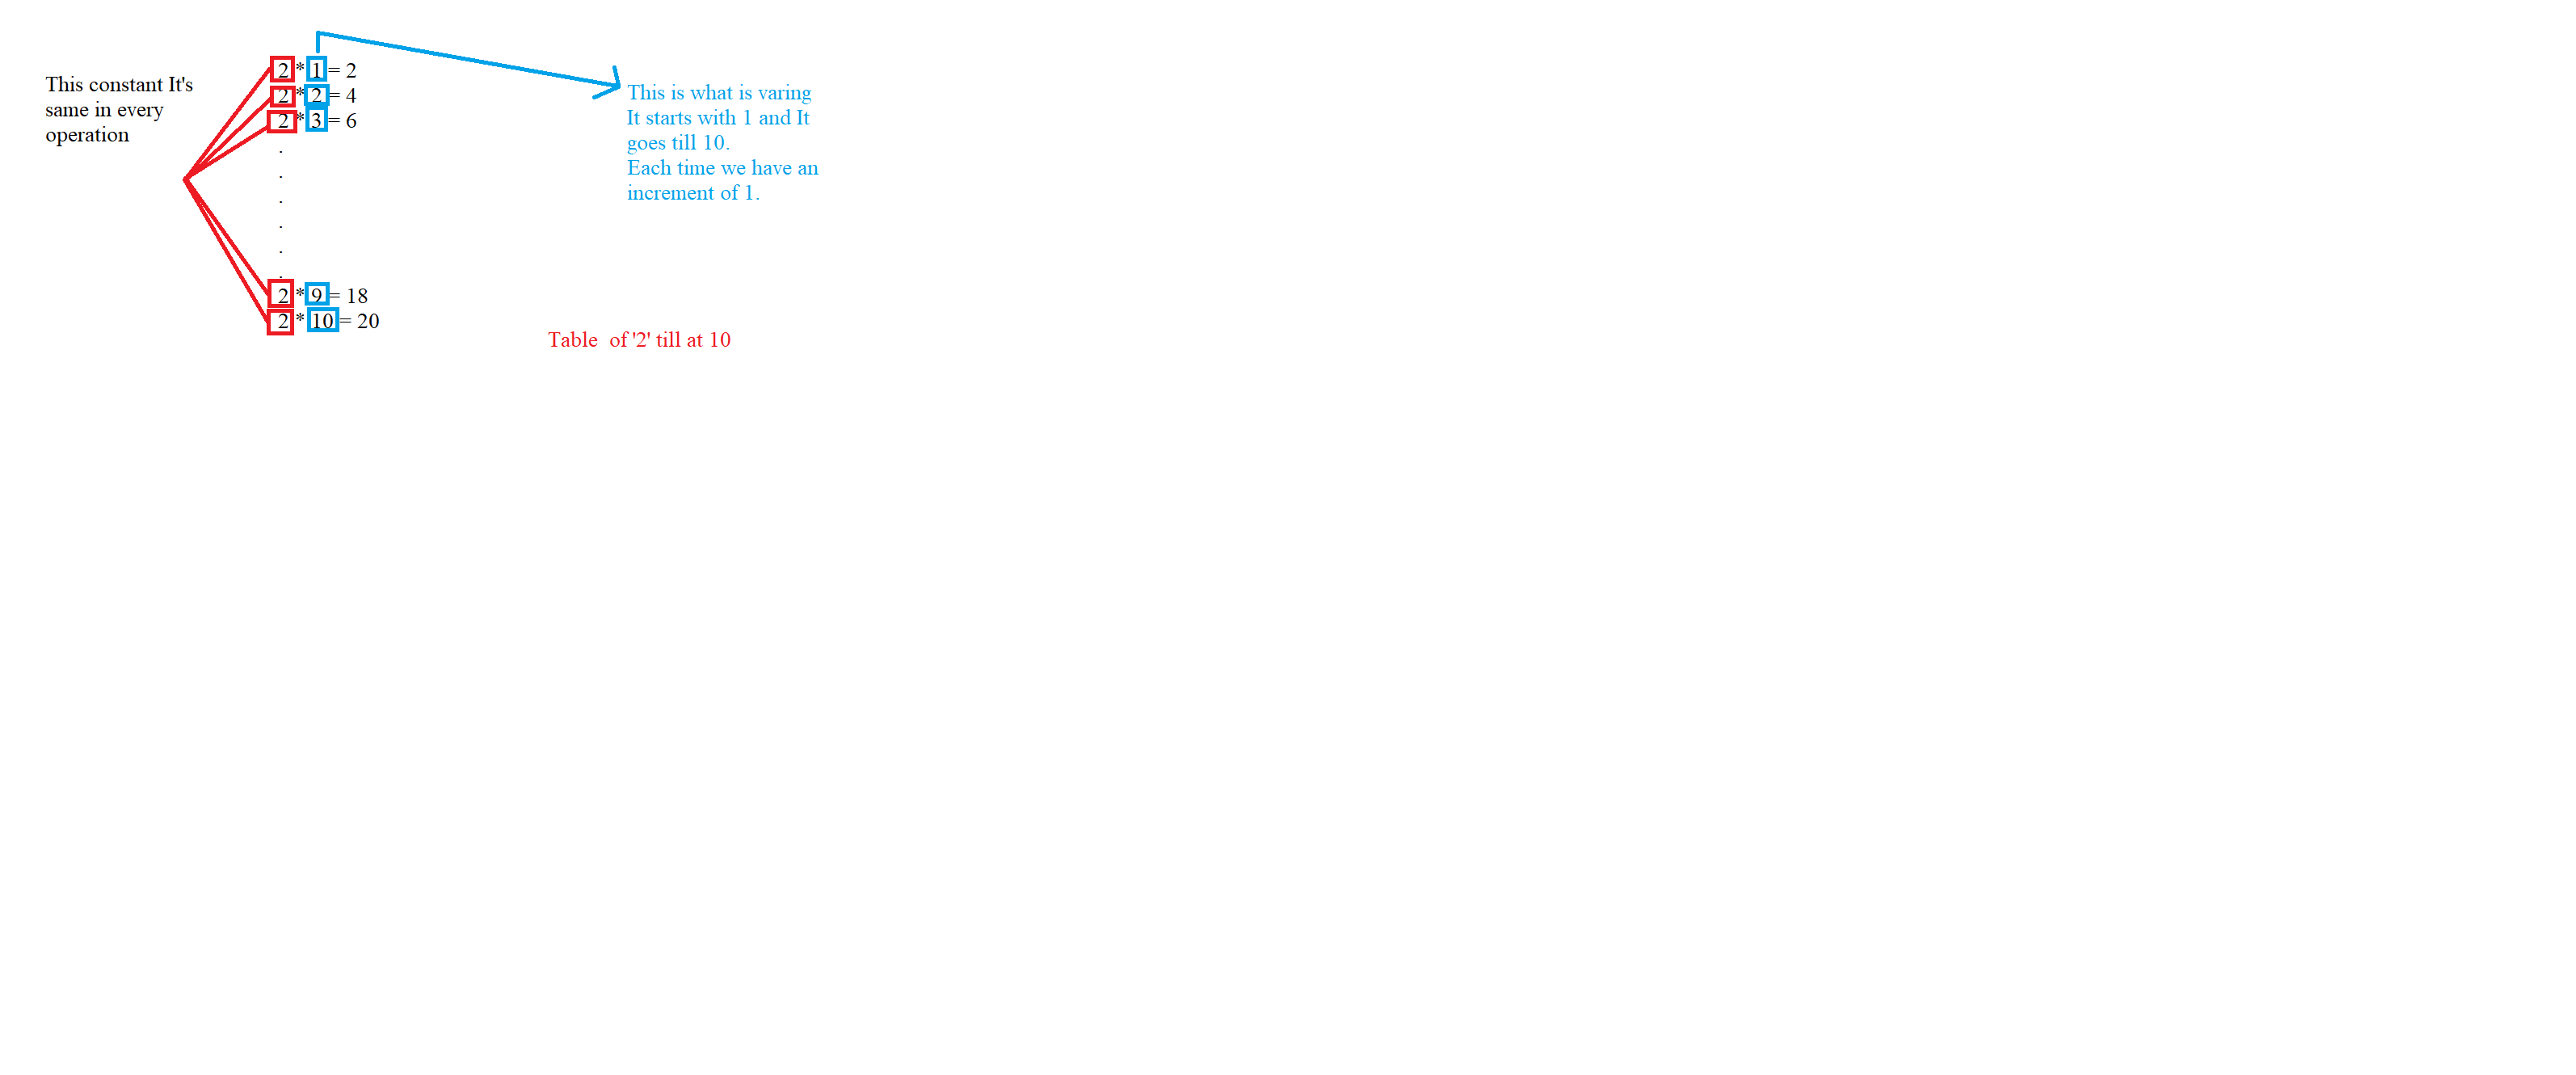 This constant It's
same in every
operation
2 * 1 = 2
2 * 2 = 4
2 * 3 = 6
.
.
.
.
.
.
2 * 9 = 18
2 * 10 = 20
This is what is varing
It starts with 1 and It
goes till 10.
Each time we have an
increment of 1.
Table  of '2' till at 10